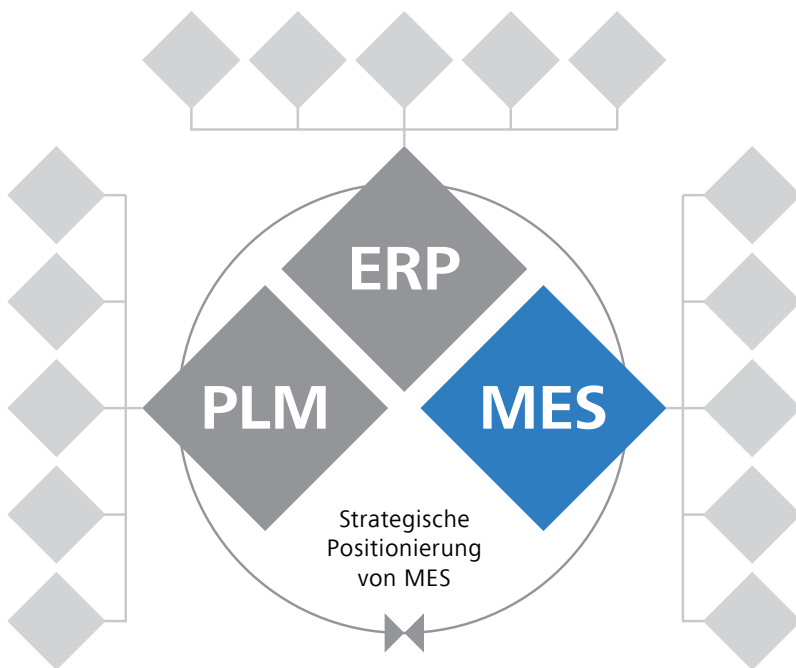 ERP
PLM
MES
Strategische
Positionierung
von MES